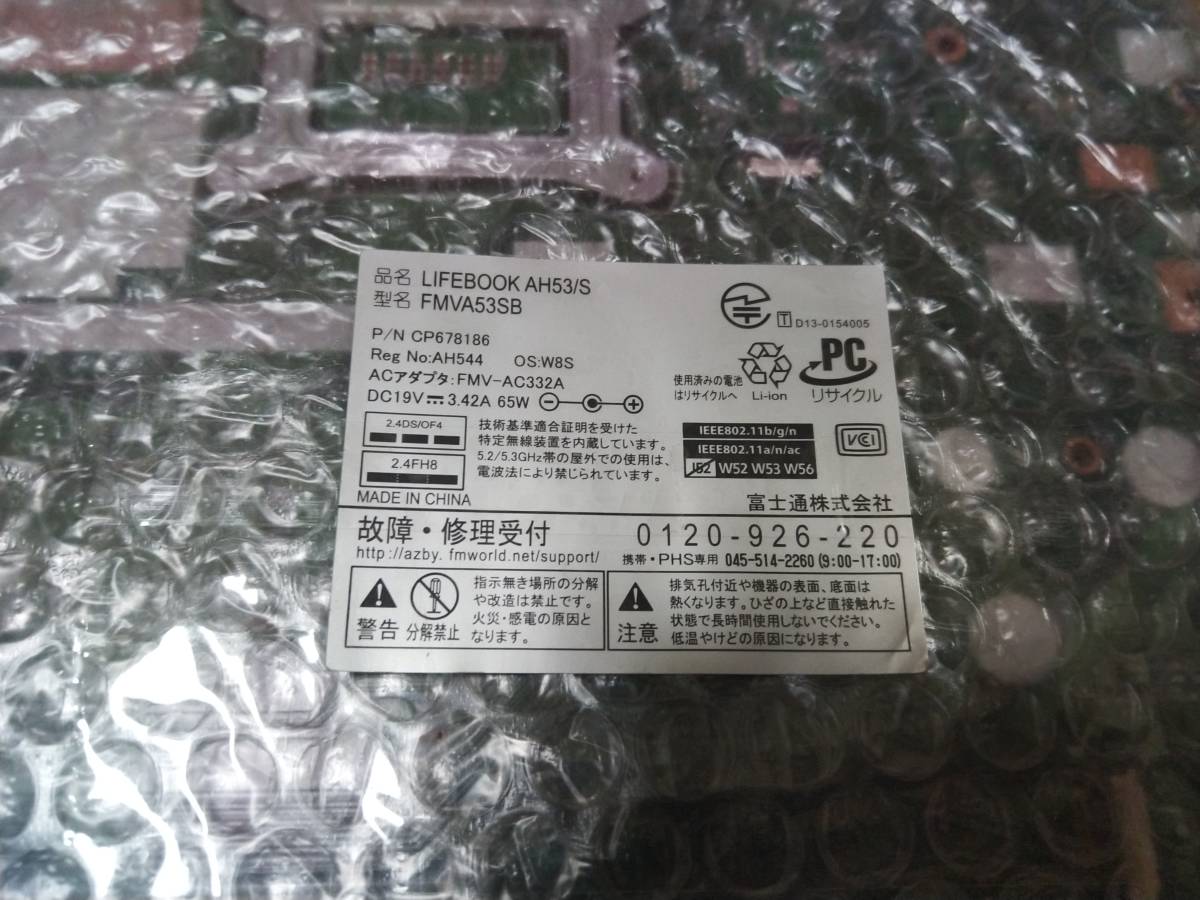 品名 LIFEBOOK AH53/S
型名 FMVA53SB
T D13-0154005
P/N CP678186
Reg No:AH544 OS:W8S
ACアダプタ:FMV-AC332A
DC19V 3.42A 65W
使用済みの電池
はリサイクルへ
Li-ion
PC
リサイクル
2.4DS/OF4
2.4FH8
技術基準適合証明を受けた
特定無線装置を内蔵しています。
5.2/5.3GHz帯の屋外での使用は、
電波法により禁じられています。
IEEE802.11b/g/n
IEEE802.11a/n/ac
J52 W52 W53 W56
VCCI
MADE IN CHINA
富士通株式会社
故障・修理受付 0120-926-220
http://azby.fmworld.net/support/ 携帯・PHS専用 045-514-2260 (9:00-17:00)
警告 分解禁止
指示無き場所の分解
や改造は禁止です。
火災・感電の原因と
なります。
注意
排気孔付近や機器の表面、底面は
熱くなります。ひざの上など直接触れた
状態で長時間使用しないでください。
低温やけどの原因になります。